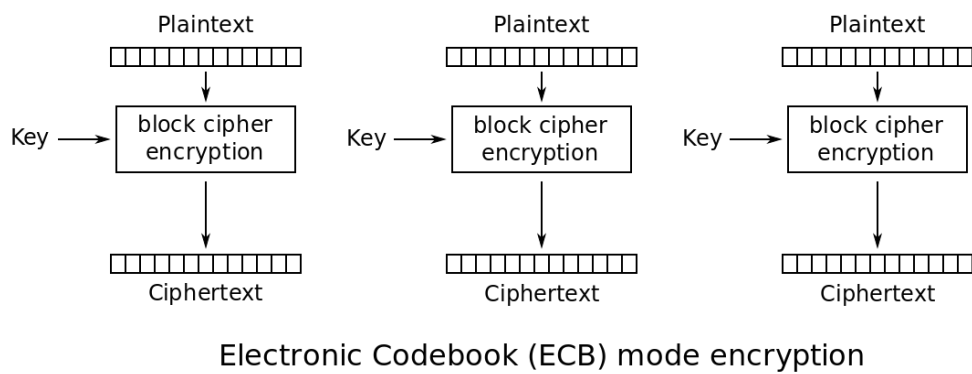 Plaintext
Plaintext
Plaintext
Key
block cipher
encryption
Key
block cipher
encryption
Key
block cipher
encryption
Ciphertext
Ciphertext
Ciphertext
Electronic Codebook (ECB) mode encryption